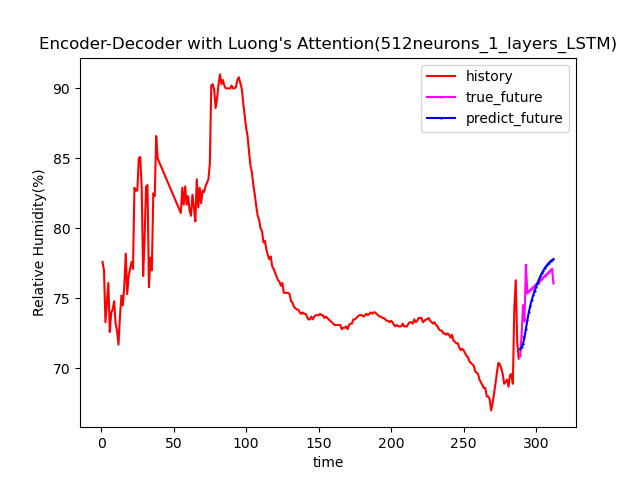 Encoder-Decoder with Luong's Attention(512neurons_1_layers_LSTM)
history
true_future
predict_future
Relative Humidity(%)
90
85
80
75
70
0 50 100 150 200 250 300
time